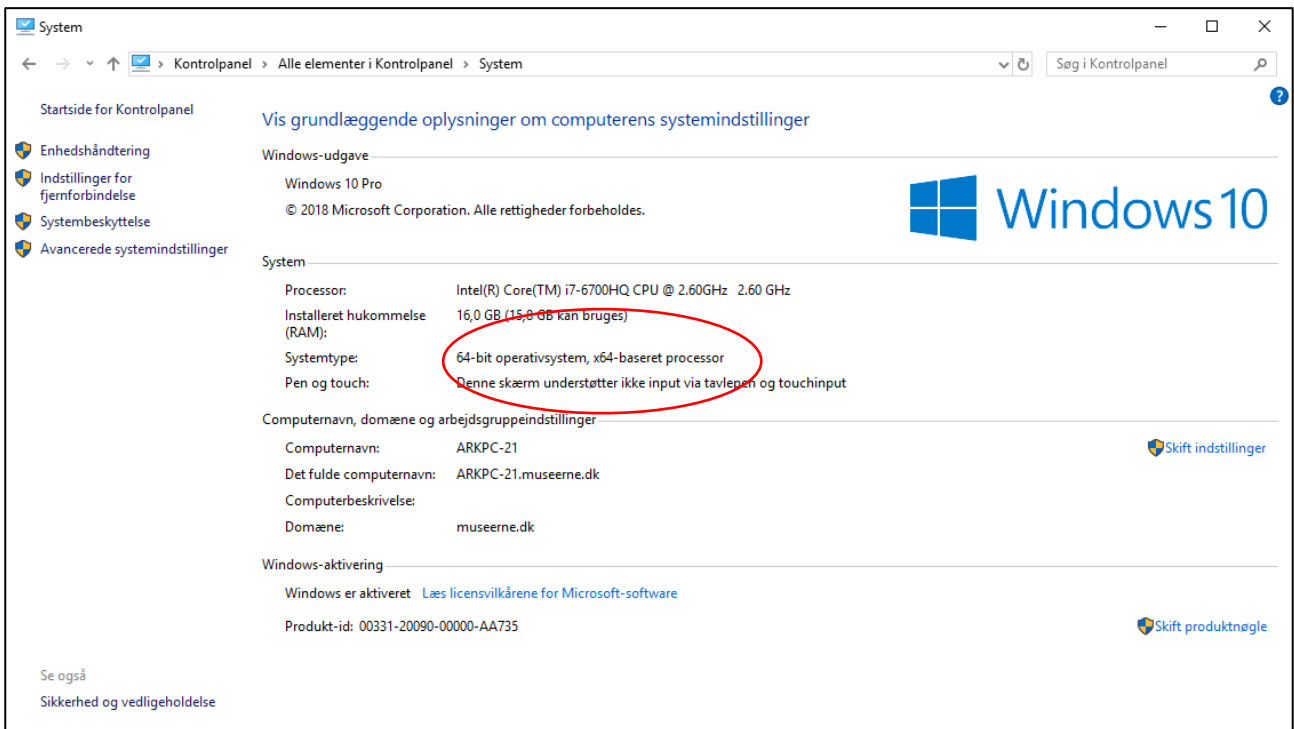 System
Kontrolpanel > Alle elementer i Kontrolpanel > System
Søg i Kontrolpanel
Startside for Kontrolpanel
Enhedshåndtering
Indstillinger for
fjernforbindelse
Systembeskyttelse
Avancerede systemindstillinger
Vis grundlæggende oplysninger om computerens systemindstillinger
Windows-udgave
Windows 10 Pro
© 2018 Microsoft Corporation. Alle rettigheder forbeholdes.
Windows 10
System
Processor: Intel(R) Core(TM) i7-6700HQ CPU @ 2.60GHz 2.60 GHz
Installeret hukommelse 16,0 GB (15,8 GB kan bruges)
(RAM):
Systemtype: 64-bit operativsystem, x64-baseret processor
Pen og touch: Denne skærm understøtter ikke input via tavlepen og touchinput
Computernavn, domæne og arbejdsgruppeindstillinger
Computernavn: ARKPC-21
Skift indstillinger
Det fulde computernavn: ARKPC-21.museerne.dk
Computerbeskrivelse:
Domæne: museerne.dk
Windows-aktivering
Windows er aktiveret Læs licensvilkårene for Microsoft-software
Produkt-id: 00331-20090-00000-AA735
Skift produktnøgle
Se også
Sikkerhed og vedligeholdelse